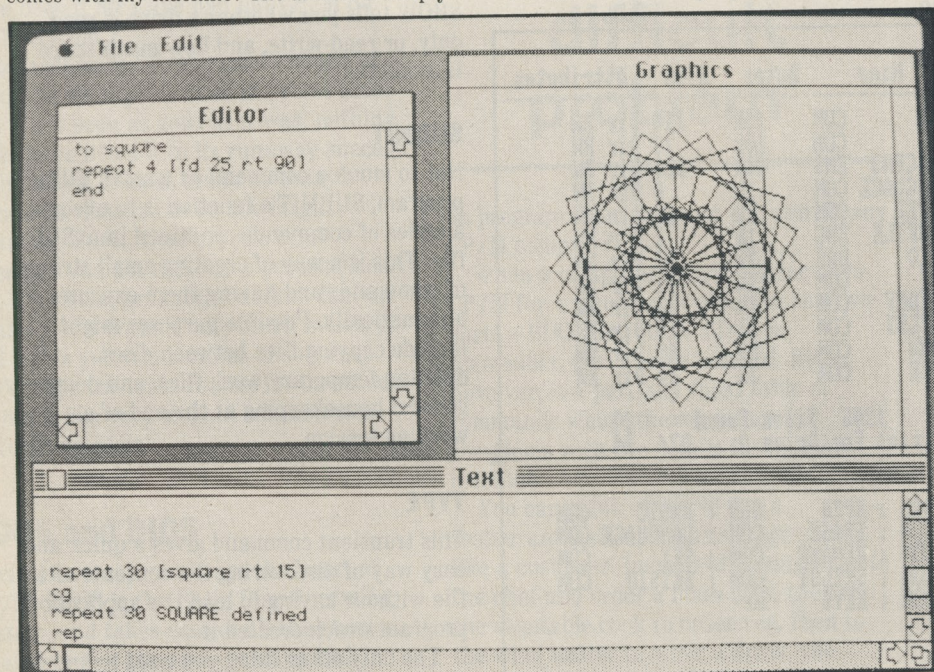 File Edit
Graphics
Editor
to square
repeat 4 [fd 25 rt 90]
end
Text
repeat 30 [square rt 15]
cg
repeat 30 SQUARE defined
rep